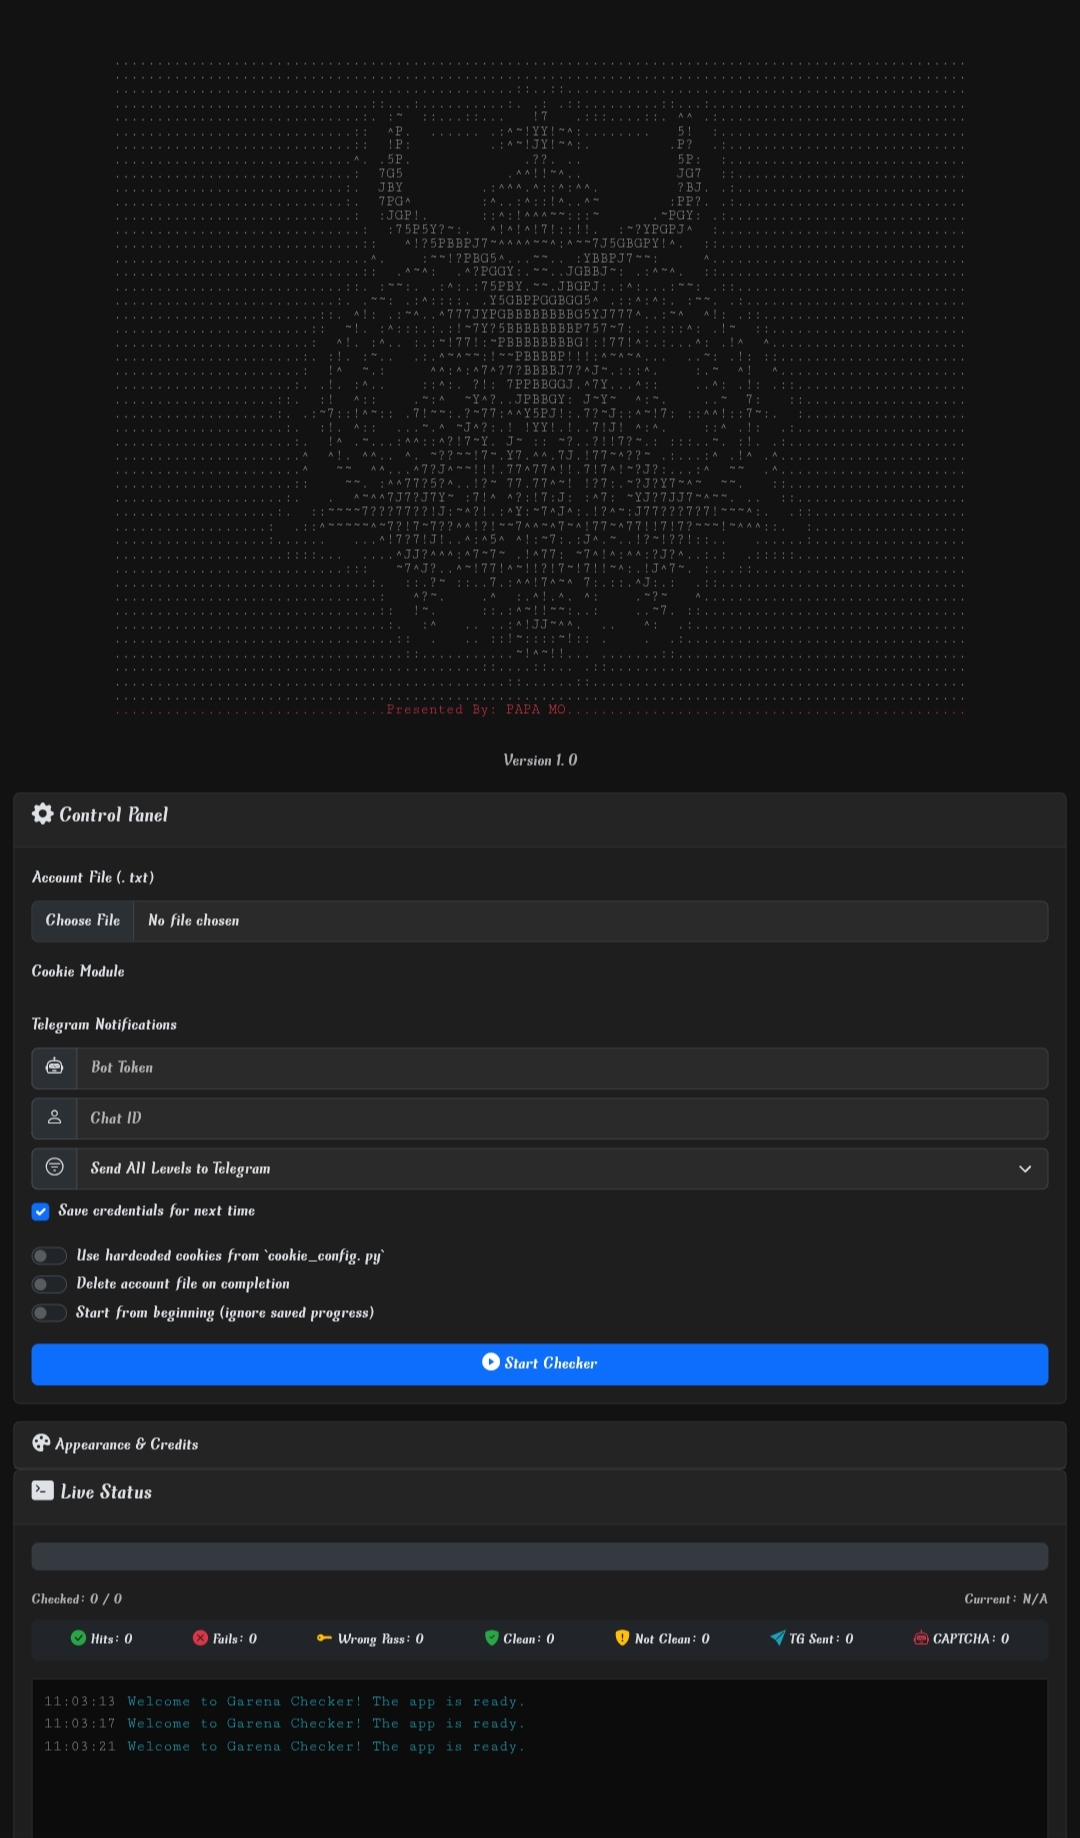 Presented By: PAPA MO
Version 1.0
Control Panel
Account File (.txt)
Choose File No file chosen
Cookie Module
Telegram Notifications
Bot Token
Chat ID
Send All Levels to Telegram
Save credentials for next time
Use hardcoded cookies from `cookie_config.py`
Delete account file on completion
Start from beginning (ignore saved progress)
Start Checker
Appearance & Credits
Live Status
Checked: 0 / 0 Current: N/A
Hits: 0 Fails: 0 Wrong Pass: 0 Clean: 0 Not Clean: 0 TG Sent: 0 CAPTCHA: 0
11:03:13 Welcome to Garena Checker! The app is ready.
11:03:17 Welcome to Garena Checker! The app is ready.
11:03:21 Welcome to Garena Checker! The app is ready.